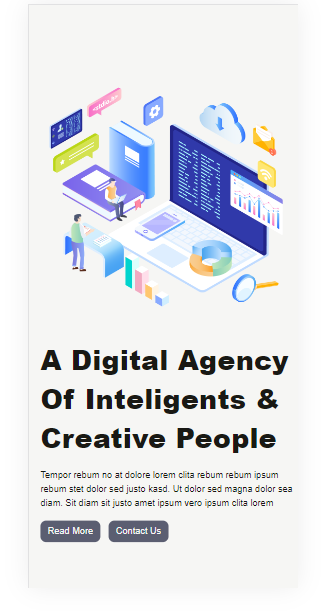 <studio.h>
A Digital Agency
Of Inteligents &
Creative People
Tempor rebum no at dolore lorem clita rebum rebum ipsum
rebum stet dolor sed justo kasd. Ut dolor sed magna dolor sea
diam. Sit diam sit justo amet ipsum vero ipsum clita lorem
Read More
Contact Us